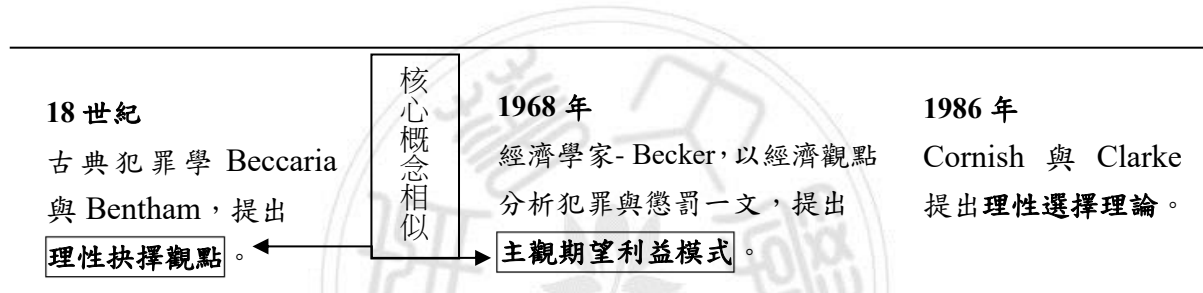 18 世紀
古典犯罪學 Beccaria
與 Bentham，提出
理性抉擇觀點。
核心概念相似
1968 年
經濟學家- Becker，以經濟觀點
分析犯罪與懲罰一文，提出
主觀期望利益模式。
1986 年
Cornish 與 Clarke
提出理性選擇理論。